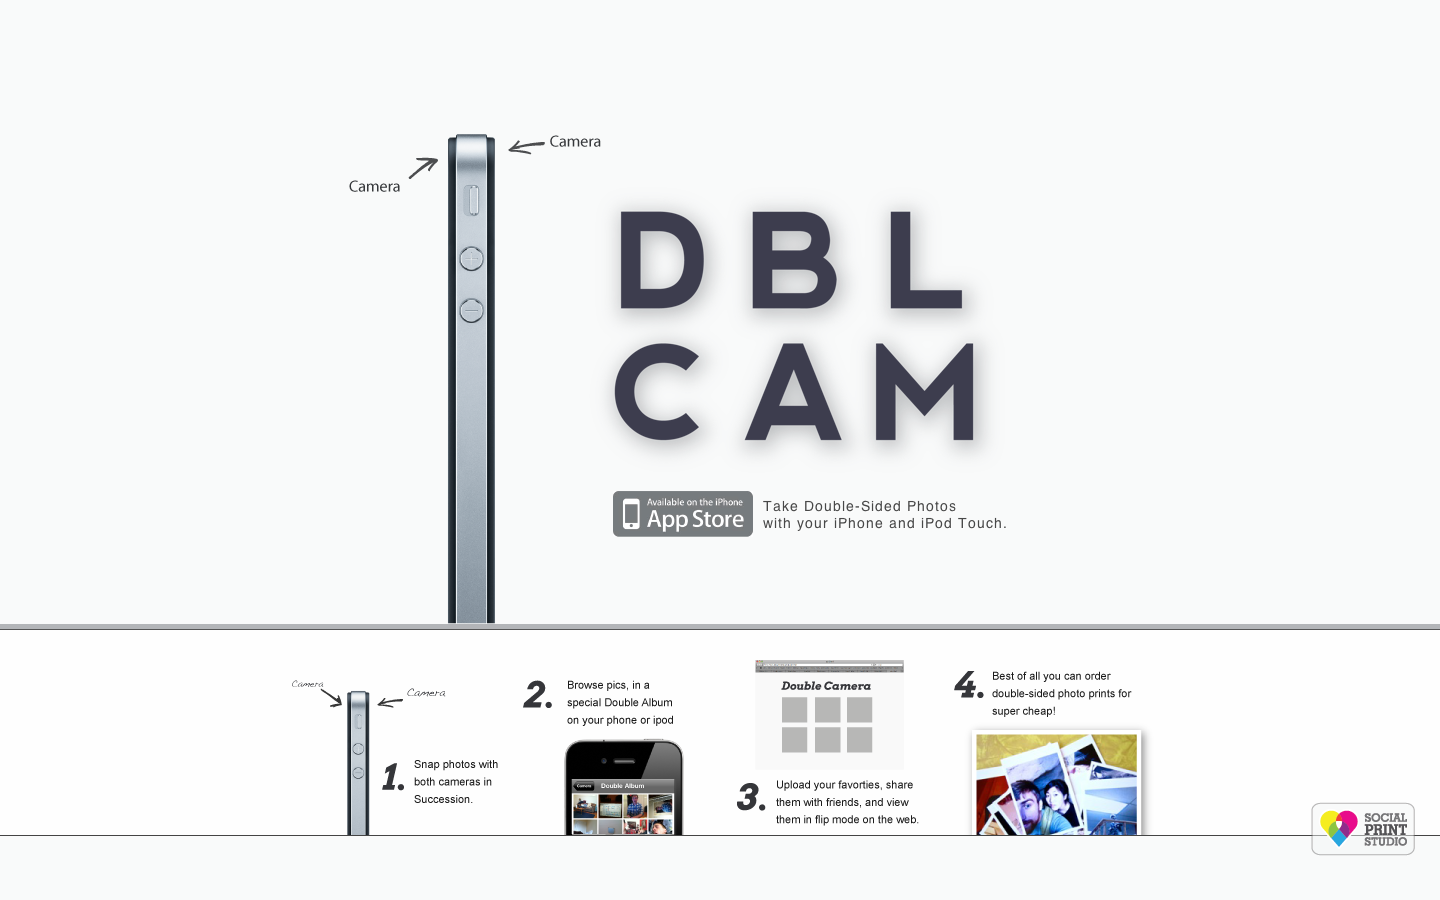 Camera
Camera
DBL
CAM
Available on the iPhone
App Store
Take Double-Sided Photos
with your iPhone and iPod Touch.
Camera
Camera
1.
Snap photos with
both cameras in
Succession.
2.
Browse pics, in a
special Double Album
on your phone or ipod
Camera
Double Album
Double Camera
3.
Upload your favorties, share
them with friends, and view
them in flip mode on the web.
4.
Best of all you can order
double-sided photo prints for
super cheap!
SOCIAL
PRINT
STUDIO